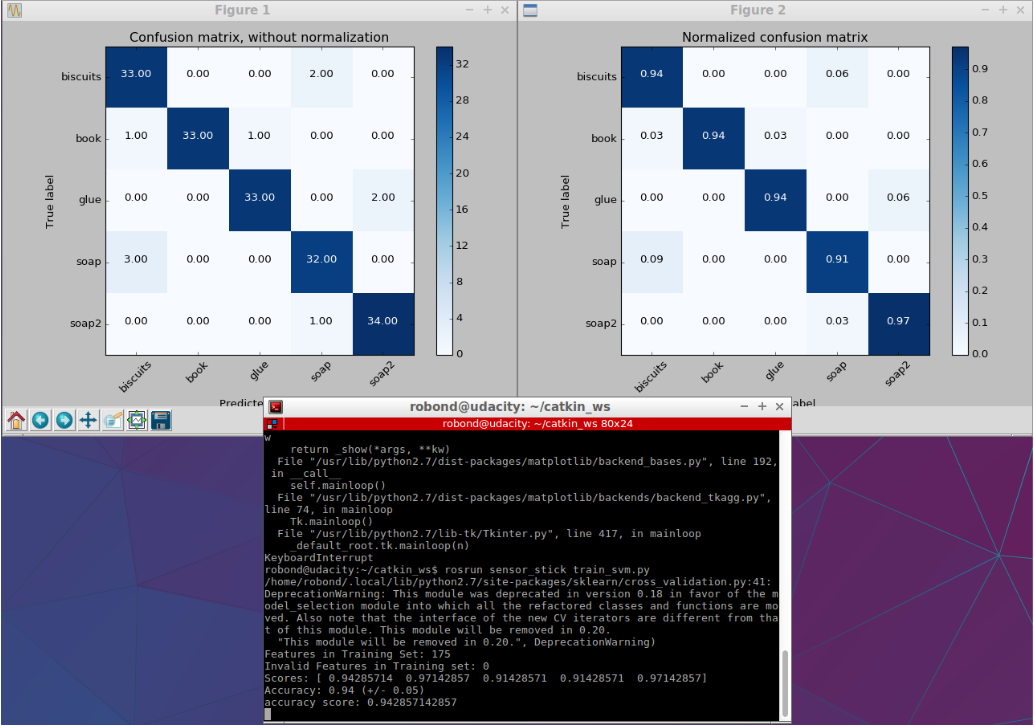 Figure 1
Confusion matrix, without normalization
biscuits 33.00 0.00 0.00 2.00 0.00
book 1.00 33.00 1.00 0.00 0.00
glue 0.00 0.00 33.00 0.00 2.00
soap 3.00 0.00 0.00 32.00 0.00
soap2 0.00 0.00 0.00 1.00 34.00
True label
biscuits book glue soap soap2
Predicte
32
28
24
20
16
12
8
4
0
Figure 2
Normalized confusion matrix
biscuits 0.94 0.00 0.00 0.06 0.00
book 0.03 0.94 0.03 0.00 0.00
glue 0.00 0.00 0.94 0.00 0.06
soap 0.09 0.00 0.00 0.91 0.00
soap2 0.00 0.00 0.00 0.03 0.97
True label
biscuits book glue soap soap2
label
0.9
0.8
0.7
0.6
0.5
0.4
0.3
0.2
0.1
0.0
robond@udacity: ~/catkin_ws
robond@udacity: ~/catkin_ws 80x24
w
return _show(*args, **kw)
File "/usr/lib/python2.7/dist-packages/matplotlib/backend_bases.py", line 192,
in __call__
self.mainloop()
File "/usr/lib/python2.7/dist-packages/matplotlib/backends/backend_tkagg.py",
line 74, in mainloop
Tk.mainloop()
File "/usr/lib/python2.7/lib-tk/Tkinter.py", line 417, in mainloop
_default_root.tk.mainloop(n)
KeyboardInterrupt
robond@udacity:~/catkin_ws$ rosrun sensor_stick train_svm.py
/home/robond/.local/lib/python2.7/site-packages/sklearn/cross_validation.py:41:
DeprecationWarning: This module was deprecated in version 0.18 in favor of the m
odel_selection module into which all the refactored classes and functions are mo
ved. Also note that the interface of the new CV iterators are different from tha
t of this module. This module will be removed in 0.20.
"This module will be removed in 0.20.", DeprecationWarning)
Features in Training Set: 175
Invalid Features in Training set: 0
Scores: [ 0.94285714 0.97142857 0.91428571 0.91428571 0.97142857]
Accuracy: 0.94 (+/- 0.05)
accuracy score: 0.942857142857